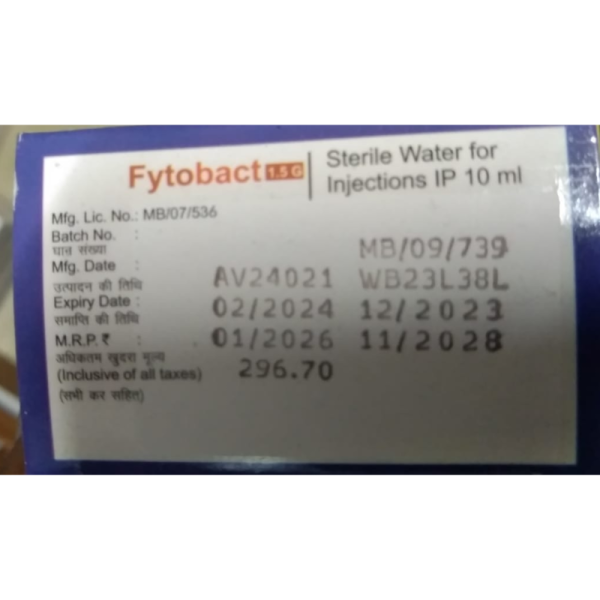 Fytobact 1.5 G | Sterile Water for
Injections IP 10 ml
Mfg. Lic. No.: MB/07/536
Batch No. :
घान संख्या MB/09/739
Mfg. Date : AV24021 WB23L38L
उत्पादन की तिथि
Expiry Date : 02/2024 12/2023
समाप्ति की तिथि
M.R.P. ₹ : 01/2026 11/2028
अधिकतम खुदरा मूल्य
(Inclusive of all taxes) 296.70
(सभी कर सहित)